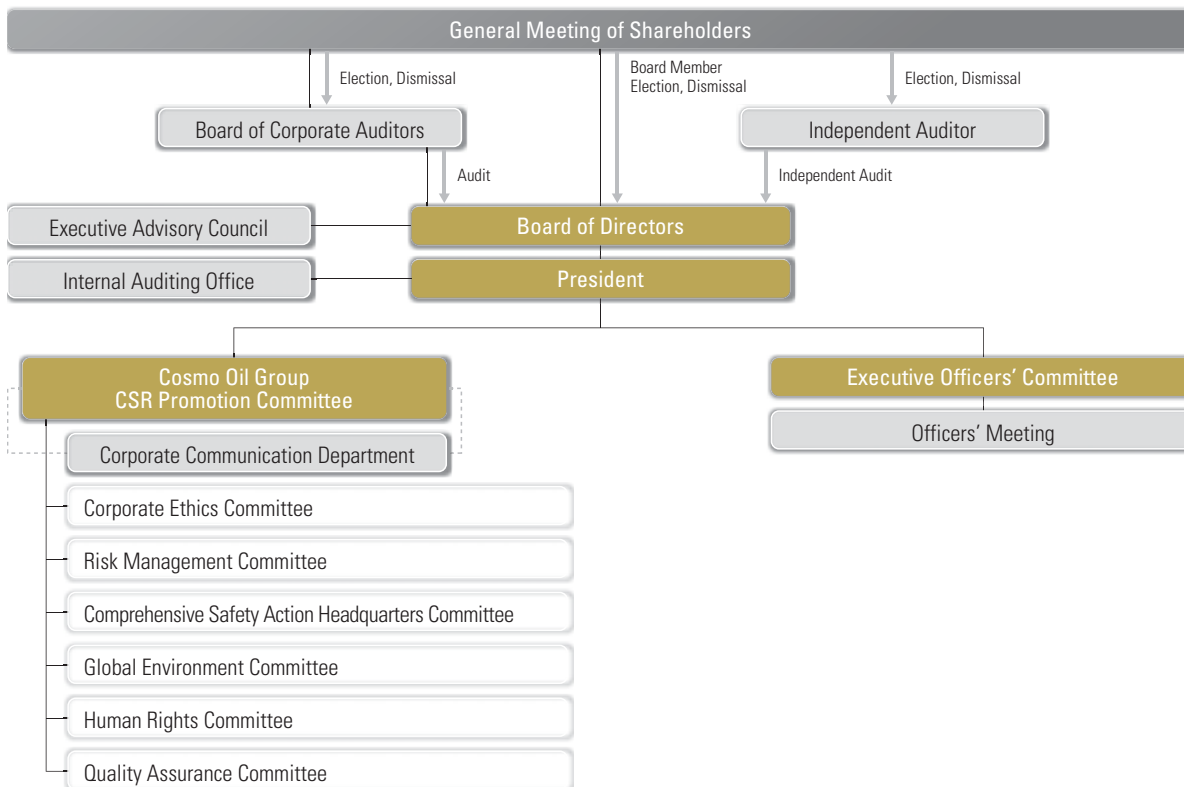 General Meeting of Shareholders
Election, Dismissal
Board Member
Election, Dismissal
Election, Dismissal
Board of Corporate Auditors
Independent Auditor
Audit
Independent Audit
Executive Advisory Council
Board of Directors
Internal Auditing Office
President
Cosmo Oil Group
CSR Promotion Committee
Executive Officers’ Committee
Officers’ Meeting
Corporate Communication Department
Corporate Ethics Committee
Risk Management Committee
Comprehensive Safety Action Headquarters Committee
Global Environment Committee
Human Rights Committee
Quality Assurance Committee